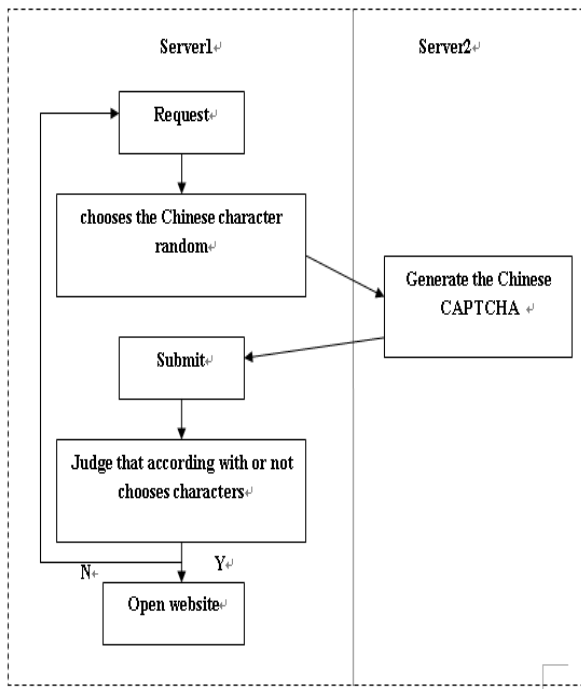 Server1
Server2
Request
chooses the Chinese character
random
Generate the Chinese
CAPTCHA
Submit
Judge that according with or not
chooses characters
N
Y
Open website